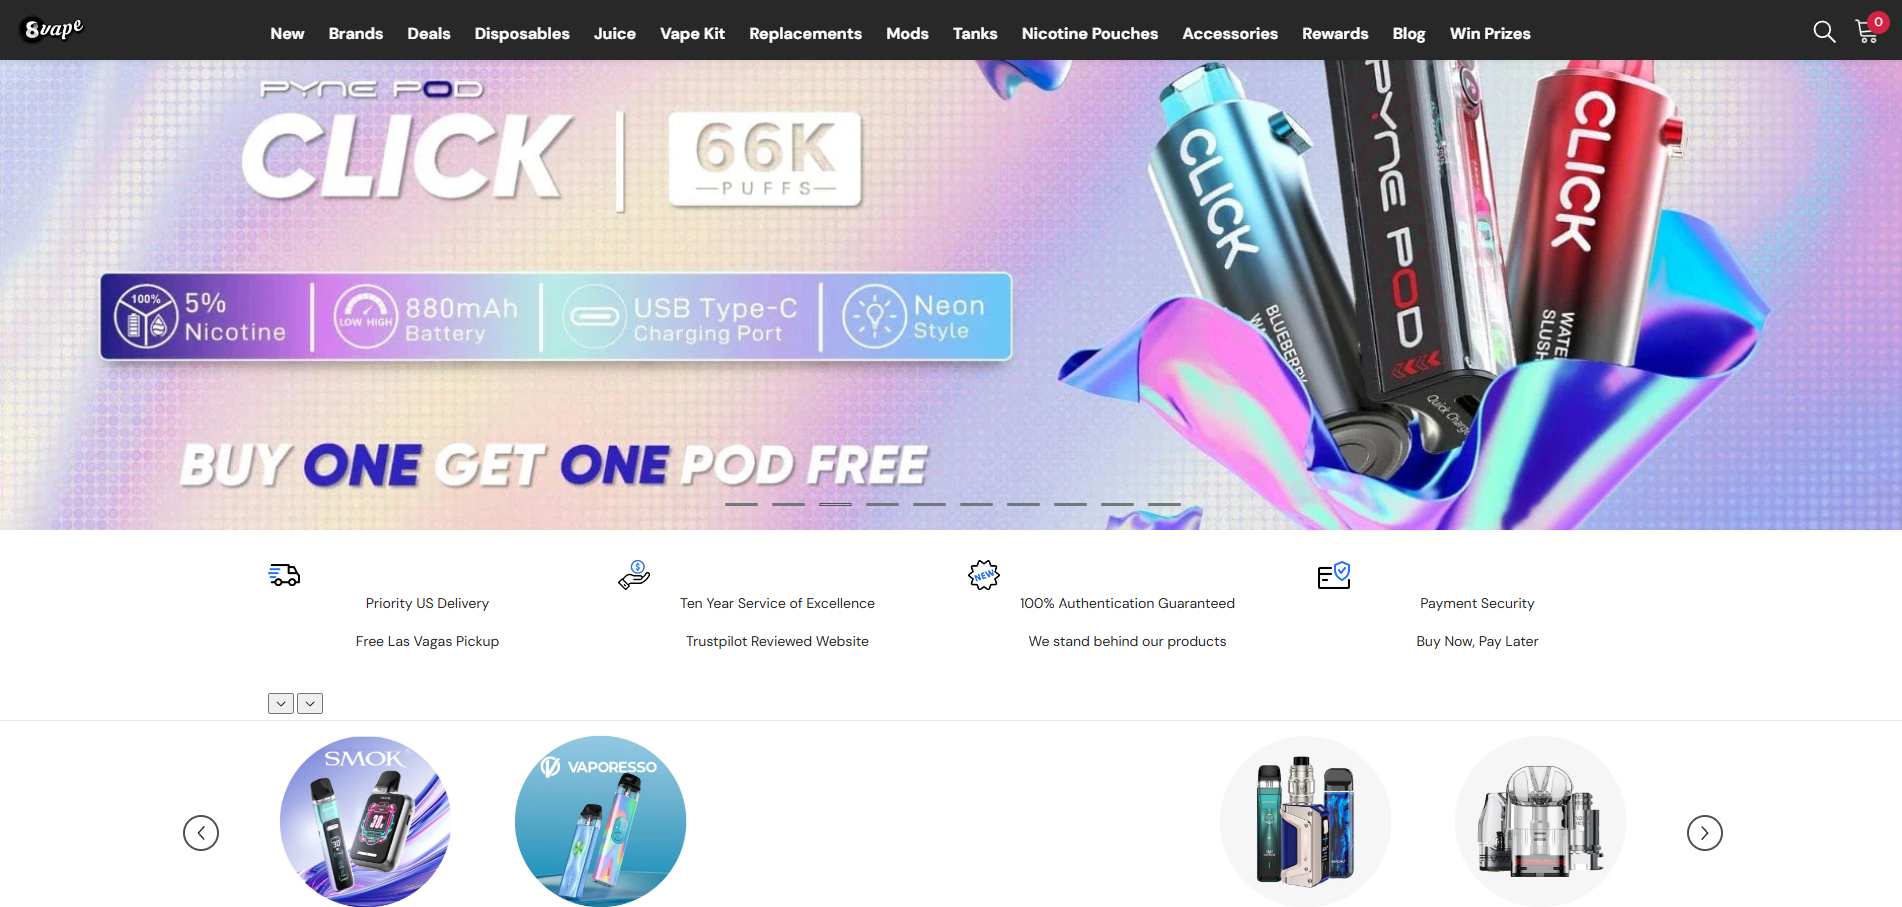 8vape
New Brands Deals Disposables Juice Vape Kit Replacements Mods Tanks Nicotine Pouches Accessories Rewards Blog Win Prizes
0
PYNE POD
CLICK
66K
PUFFS
100%
5%
Nicotine
LOW HIGH
880mAh
Battery
USB Type-C
Charging Port
Neon
Style
BUY ONE GET ONE POD FREE
CLICK
BLUEBERRY
PYNE POD
Quick Charge
CLICK
Priority US Delivery
Free Las Vagas Pickup
Ten Year Service of Excellence
Trustpilot Reviewed Website
NEW
100% Authentication Guaranteed
We stand behind our products
Payment Security
Buy Now, Pay Later
SMOK
VAPORESSO